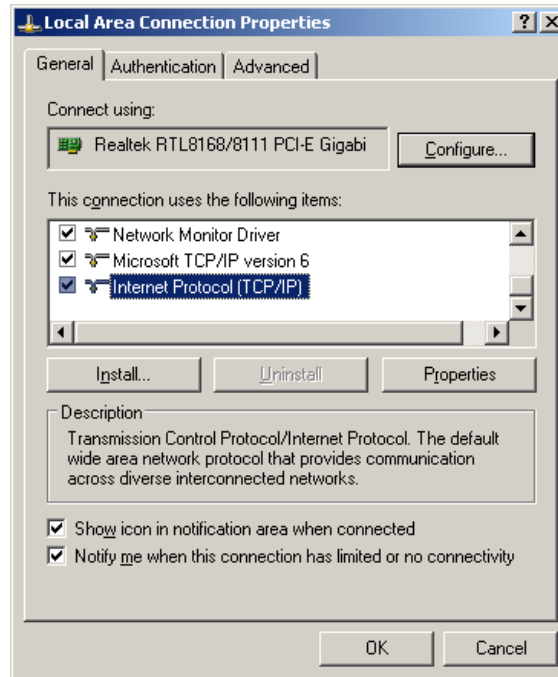 Local Area Connection Properties
General
Authentication
Advanced
Connect using:
Realtek RTL8168/8111 PCI-E Gigabi
Configure...
This connection uses the following items:
Network Monitor Driver
Microsoft TCP/IP version 6
Internet Protocol (TCP/IP)
Install...
Uninstall
Properties
Description
Transmission Control Protocol/Internet Protocol. The default
wide area network protocol that provides communication
across diverse interconnected networks.
Show icon in notification area when connected
Notify me when this connection has limited or no connectivity
OK
Cancel